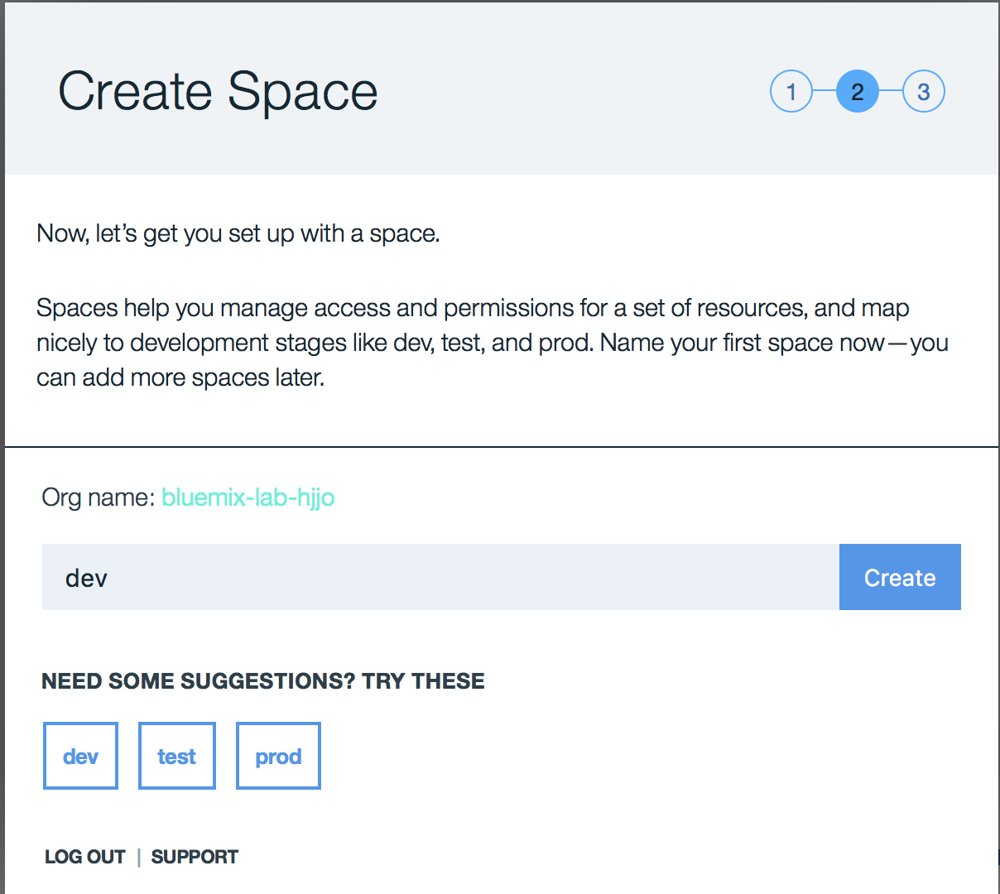 Create Space
1 2 3
Now, let’s get you set up with a space.
Spaces help you manage access and permissions for a set of resources, and map
nicely to development stages like dev, test, and prod. Name your first space now—you
can add more spaces later.
Org name: bluemix-lab-hjjo
dev
Create
NEED SOME SUGGESTIONS? TRY THESE
dev test prod
LOG OUT | SUPPORT